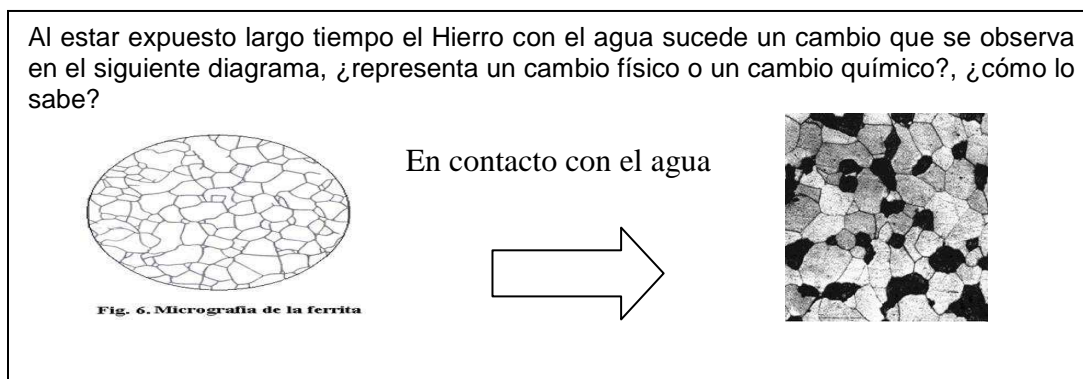 Al estar expuesto largo tiempo el Hierro con el agua sucede un cambio que se observa
en el siguiente diagrama, ¿representa un cambio físico o un cambio químico?, ¿cómo lo
sabe?
En contacto con el agua
Fig. 6. Micrografia de la ferrita